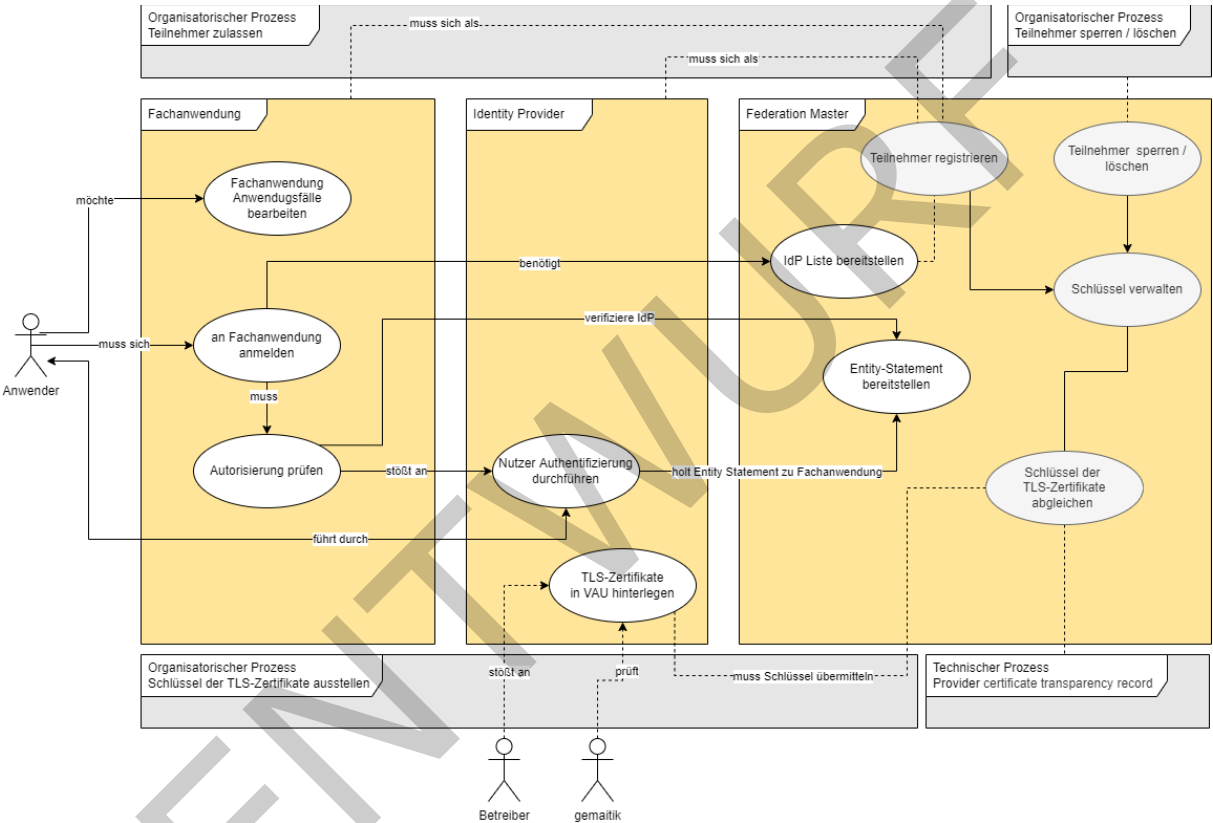 Organisatorischer Prozess
Teilnehmer zulassen
muss sich als
muss sich als
Organisatorischer Prozess
Teilnehmer sperren / löschen
Fachanwendung
Identity Provider
Federation Master
Fachanwendung
Anwendugsfälle
bearbeiten
möchte
Teilnehmer registrieren
Teilnehmer sperren /
löschen
benötigt
IdP Liste bereitstellen
Schlüssel verwalten
verifiziere IdP
an Fachanwendung
anmelden
muss sich
Anwender
muss
Entity-Statement
bereitstellen
Autorisierung prüfen
stößt an
Nutzer Authentifizierung
durchführen
holt Entity Statement zu Fachanwendung
Schlüssel der
TLS-Zertifikate
abgleichen
führt durch
TLS-Zertifikate
in VAU hinterlegen
Organisatorischer Prozess
Schlüssel der TLS-Zertifikate ausstellen
stößt an
prüft
muss Schlüssel übermitteln
Technischer Prozess
Provider certificate transparency record
Betreiber
gemaitik
ENTWURF